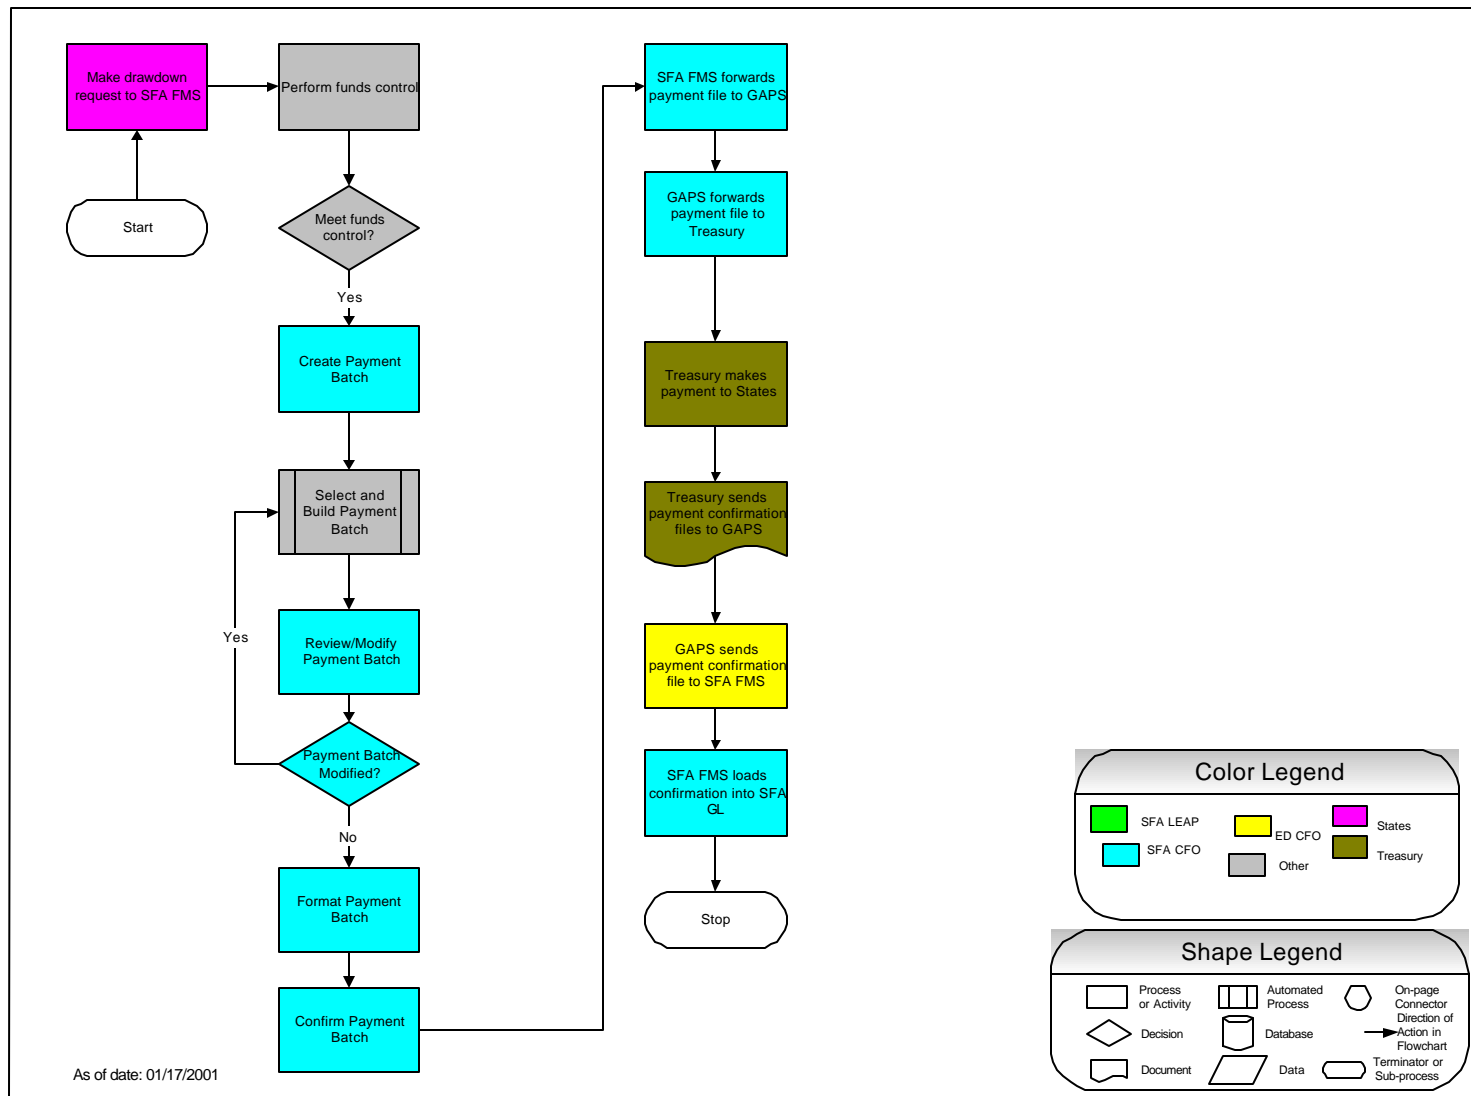 Make drawdown
request to SFA FMS
Start
Perform funds control
Meet funds
control?
Yes
Create Payment
Batch
Select and
Build Payment
Batch
Review/Modify
Payment Batch
Yes
Payment Batch
Modified?
No
Format Payment
Batch
Confirm Payment
Batch
As of date: 01/17/2001
SFA FMS forwards
payment file to GAPS
GAPS forwards
payment file to
Treasury
Treasury makes
payment to States
Treasury sends
payment confirmation
files to GAPS
GAPS sends
payment confirmation
file to SFA FMS
SFA FMS loads
confirmation into SFA
GL
Stop
Color Legend
SFA LEAP
SFA CFO
ED CFO
Other
States
Treasury
Shape Legend
Process
or Activity
Automated
Process
On-page
Connector
Decision
Database
Direction of
Action in
Flowchart
Document
Data
Terminator or
Sub-process